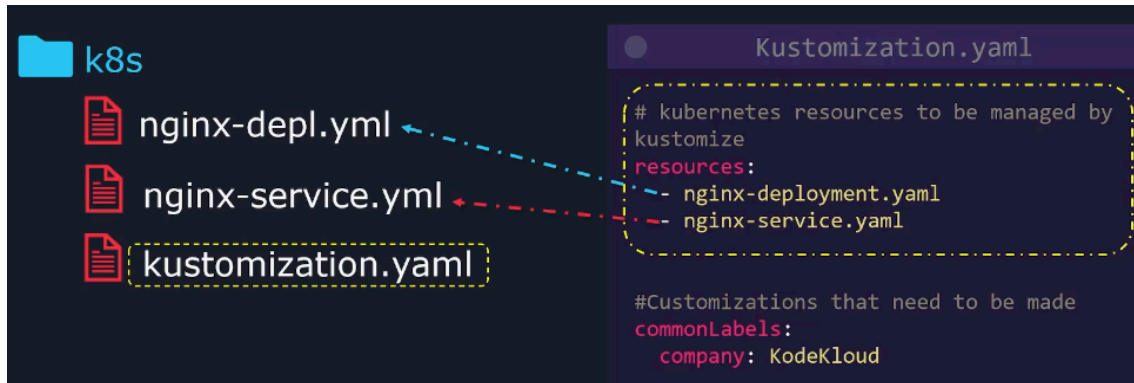 k8s
nginx-depl.yml
nginx-service.yml
kustomization.yaml
Kustomization.yaml
# kubernetes resources to be managed by
kustomize
resources:
- nginx-deployment.yaml
- nginx-service.yaml
#Customizations that need to be made
commonLabels:
company: KodeKloud